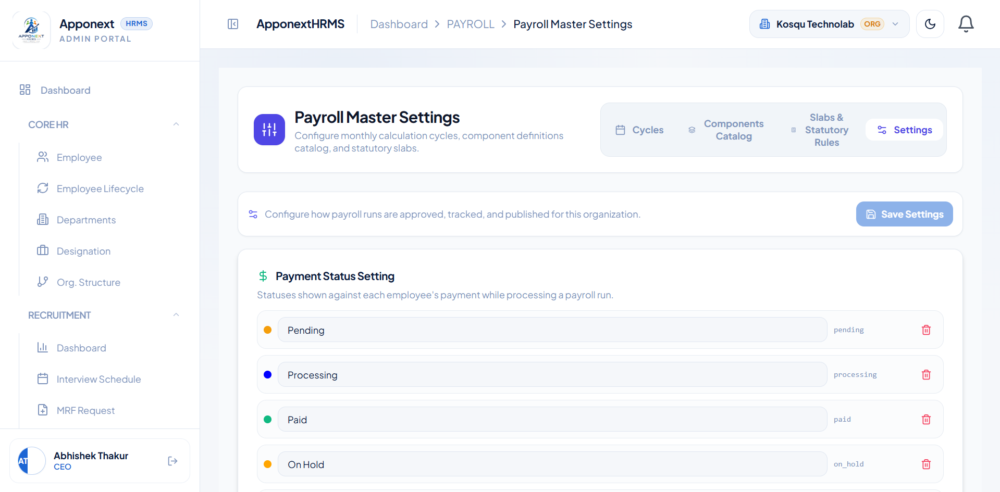 Apponext HRMS
ADMIN PORTAL
Dashboard
CORE HR
Employee
Employee Lifecycle
Departments
Designation
Org. Structure
RECRUITMENT
Dashboard
Interview Schedule
MRF Request
AT
Abhishek Thakur
CEO
ApponextHRMS
Dashboard > PAYROLL > Payroll Master Settings
Kosqu Technolab ORG
Payroll Master Settings
Configure monthly calculation cycles, component definitions
catalog, and statutory slabs.
Cycles
Components
Catalog
Slabs &
Statutory
Rules
Settings
Configure how payroll runs are approved, tracked, and published for this organization.
Save Settings
$ Payment Status Setting
Statuses shown against each employee's payment while processing a payroll run.
Pending pending
Processing processing
Paid paid
On Hold on_hold